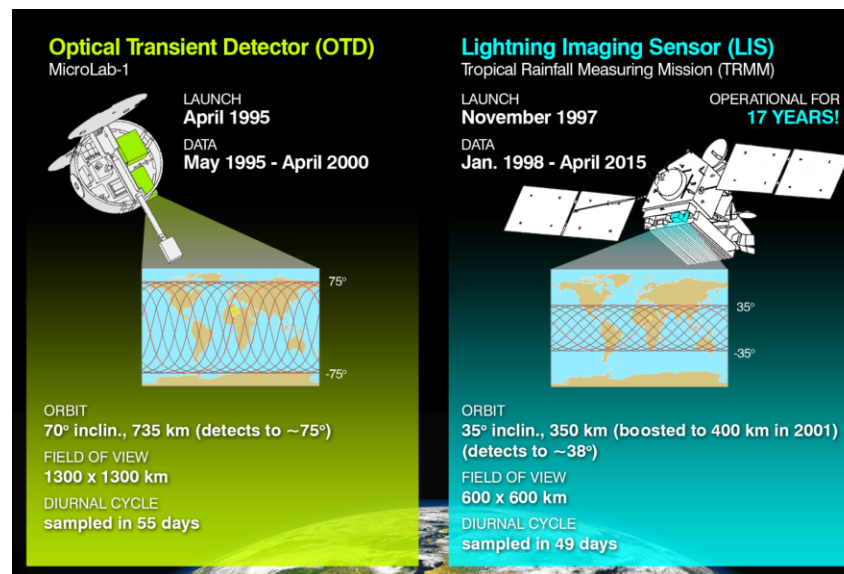 Optical Transient Detector (OTD)
MicroLab-1
LAUNCH
April 1995
DATA
May 1995 - April 2000
75°
-75°
ORBIT
70° inclin., 735 km (detects to ~75°)
FIELD OF VIEW
1300 x 1300 km
DIURNAL CYCLE
sampled in 55 days
Lightning Imaging Sensor (LIS)
Tropical Rainfall Measuring Mission (TRMM)
LAUNCH
November 1997
OPERATIONAL FOR
17 YEARS!
DATA
Jan. 1998 - April 2015
35°
-35°
ORBIT
35° inclin., 350 km (boosted to 400 km in 2001)
(detects to ~38°)
FIELD OF VIEW
600 x 600 km
DIURNAL CYCLE
sampled in 49 days